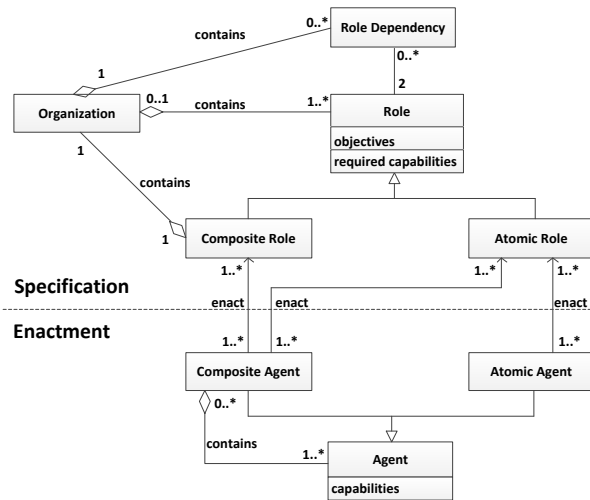 contains
0..*
Role Dependency
0..*
1
2
Organization
0..1
contains
1..*
Role
objectives
required capabilities
1
contains
1
Composite Role
Atomic Role
1..*
1..*
1..*
Specification
enact
enact
enact
Enactment
1..*
1..*
1..*
Composite Agent
Atomic Agent
0..*
contains
1..*
Agent
capabilities